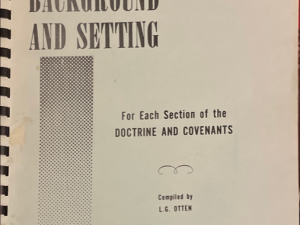 BACKGROUND
AND SETTING
For Each Section of the
DOCTRINE AND COVENANTS
Compiled by
L.G. OTTEN